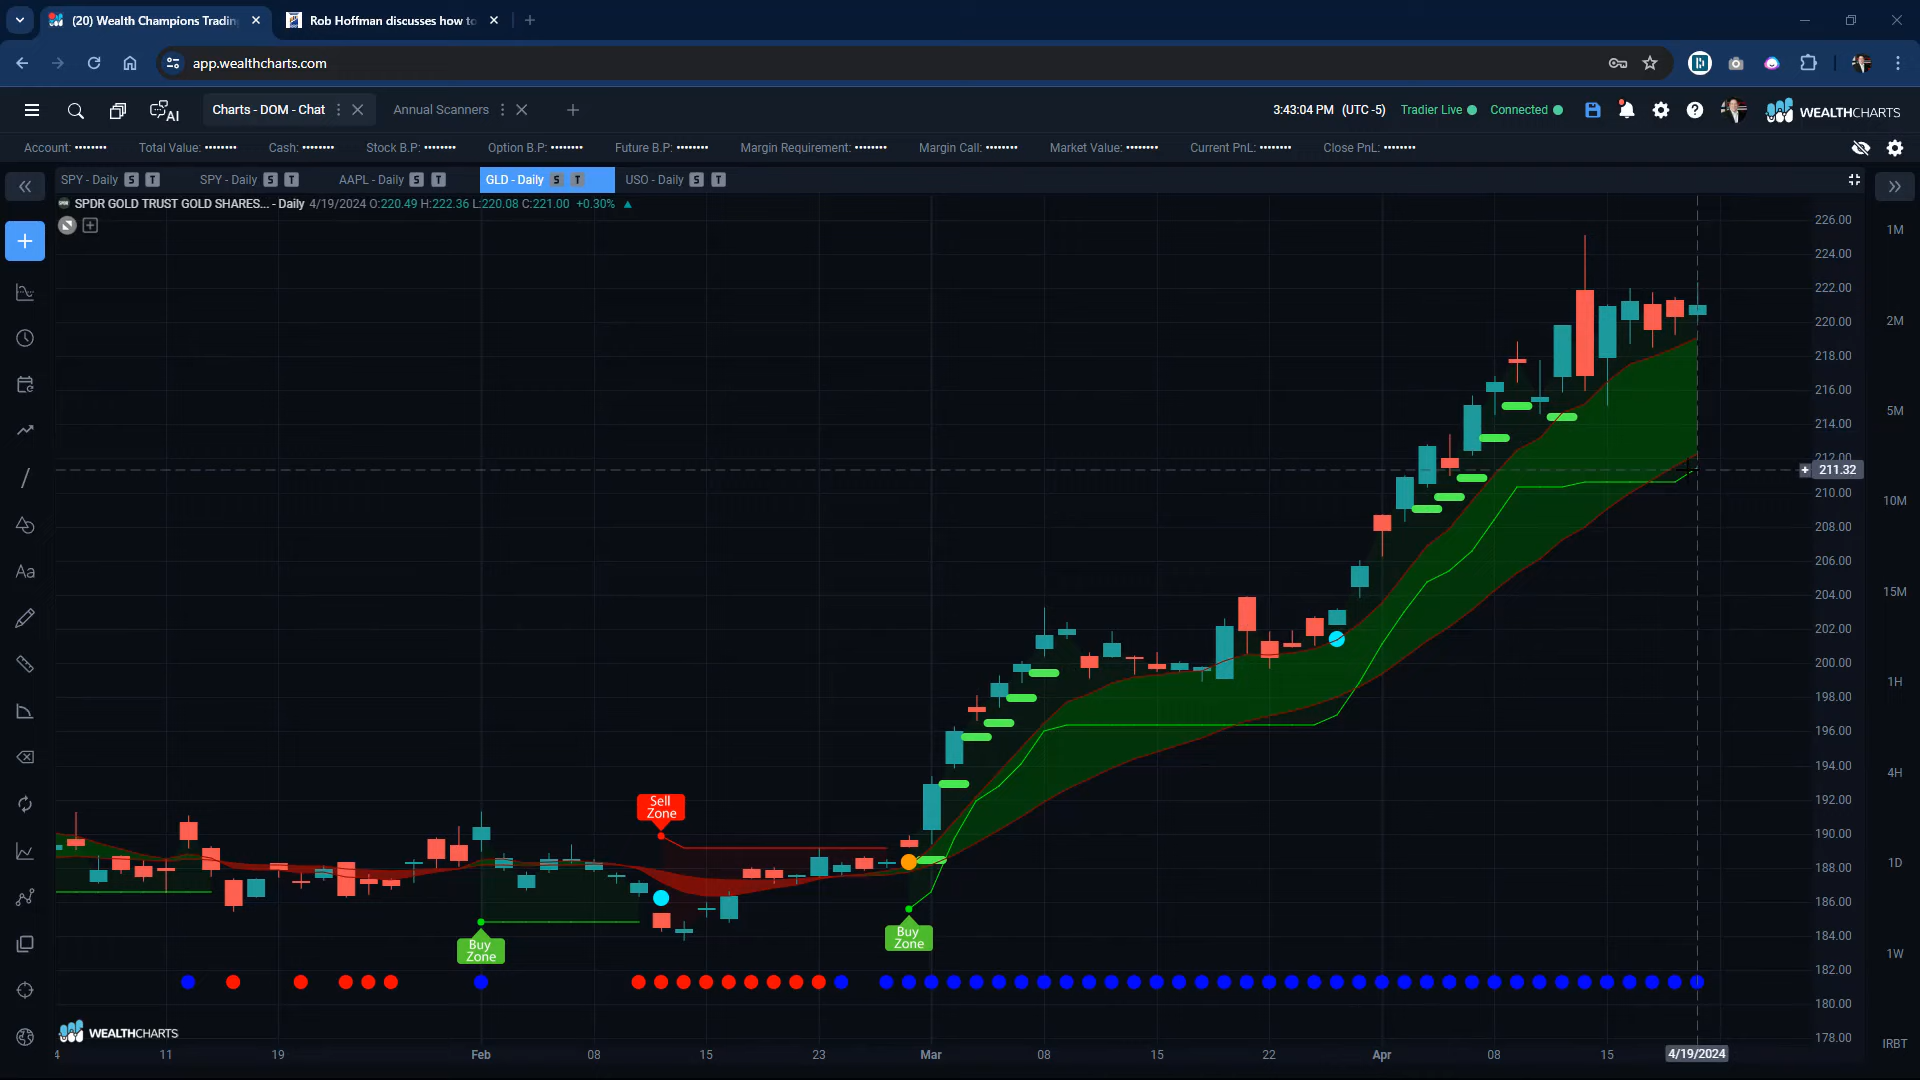 (20) Wealth Champions Tradin
Rob Hoffman discusses how to
app.wealthcharts.com
AI
Charts - DOM - Chat
Annual Scanners
3:43:04 PM (UTC -5)
Tradier Live
Connected
WEALTHCHARTS
Account: ••••••••
Total Value: ••••••••
Cash: ••••••••
Stock B.P: ••••••••
Option B.P: ••••••••
Future B.P: ••••••••
Margin Requirement: ••••••••
Margin Call: ••••••••
Market Value: ••••••••
Current PnL: ••••••••
Close PnL: ••••••••
SPY - Daily S T
SPY - Daily S T
AAPL - Daily S T
GLD - Daily S T
USO - Daily S T
SPDR GOLD TRUST GOLD SHARES... - Daily 4/19/2024 O:220.49 H:222.36 L:220.08 C:221.00 +0.30%
226.00
224.00
222.00
220.00
218.00
216.00
214.00
212.00
211.32
210.00
208.00
206.00
204.00
202.00
200.00
198.00
196.00
194.00
192.00
190.00
188.00
186.00
184.00
182.00
180.00
178.00
1M
2M
5M
10M
15M
1H
4H
1D
1W
IRBT
Aa
Sell
Zone
Buy
Zone
Buy
Zone
WEALTHCHARTS
4
11
19
Feb
08
15
23
Mar
08
15
22
Apr
08
15
4/19/2024